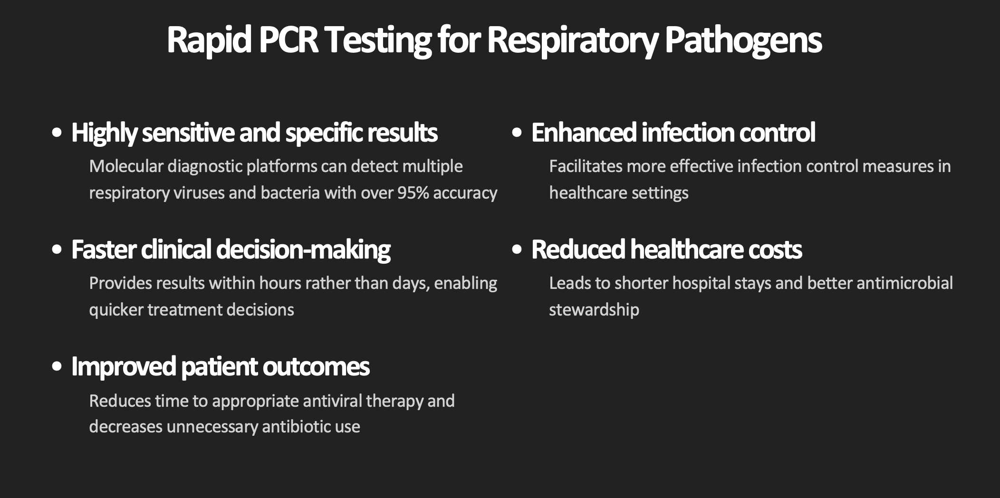 Rapid PCR Testing for Respiratory Pathogens
• Highly sensitive and specific results
Molecular diagnostic platforms can detect multiple
respiratory viruses and bacteria with over 95% accuracy
• Faster clinical decision-making
Provides results within hours rather than days, enabling
quicker treatment decisions
• Improved patient outcomes
Reduces time to appropriate antiviral therapy and
decreases unnecessary antibiotic use
• Enhanced infection control
Facilitates more effective infection control measures in
healthcare settings
• Reduced healthcare costs
Leads to shorter hospital stays and better antimicrobial
stewardship